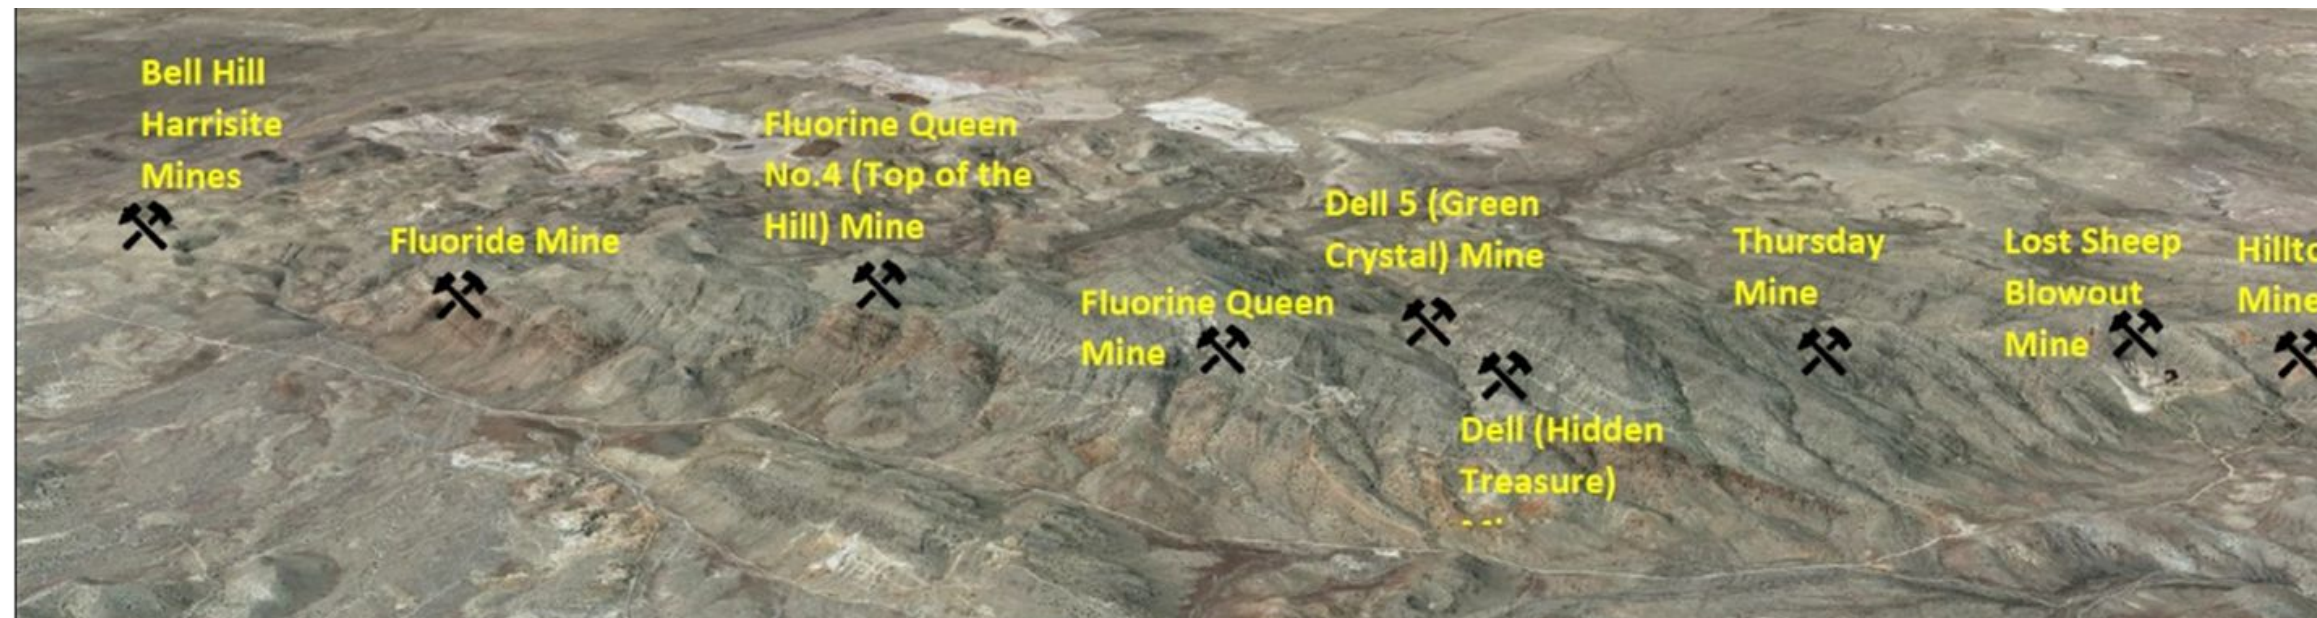 Bell Hill
Harrisite
Mines
Fluoride Mine
Fluorine Queen
No.4 (Top of the
Hill) Mine
Fluorine Queen
Mine
Dell 5 (Green
Crystal) Mine
Dell (Hidden
Treasure)
Thursday
Mine
Lost Sheep
Blowout
Mine
Mine